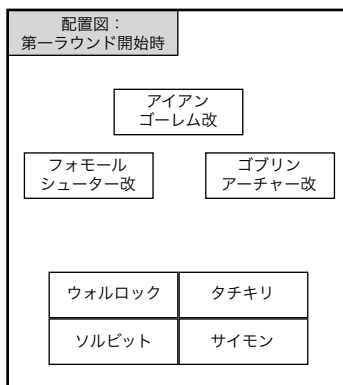 配置図：
第一ラウンド開始時
アイアン
ゴーレム改
フォモール
シューター改
ゴブリン
アーチャー改
ウォルロック
タチキリ
ソルビット
サイモン